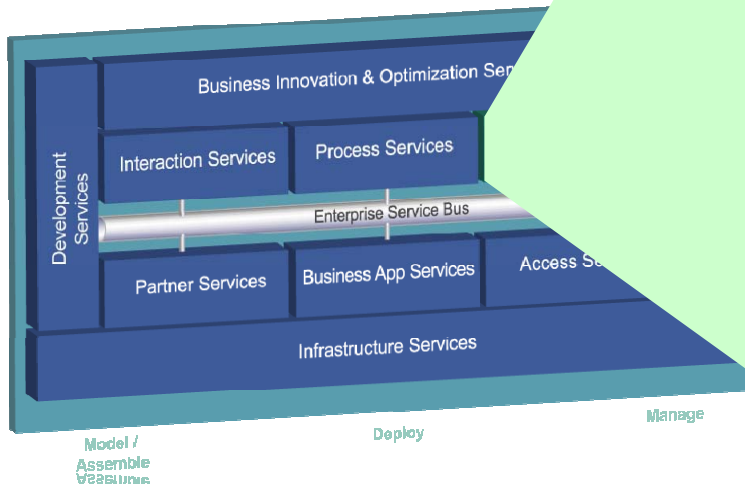 Business Innovation & Optimization
Interaction Services
Process Services
Development
Services
Enterprise Service Bus
Partner Services
Business App Services
Access
Infrastructure Services
Model /
Assemble
Deploy
Manage